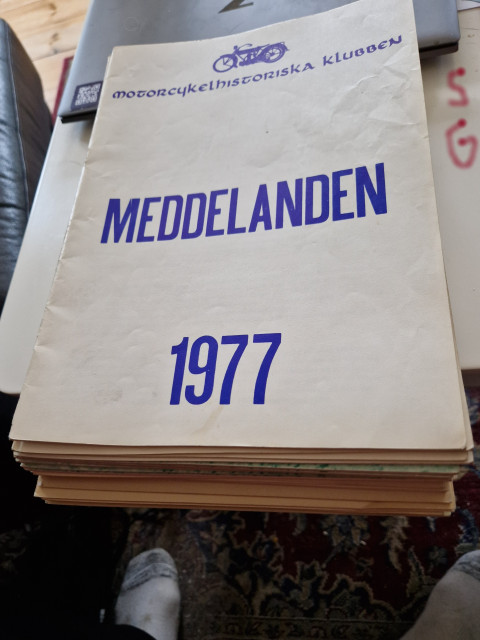 MOTORCYKELHISTORISKA KLUBBEN
MEDDELANDEN
1977
S
G